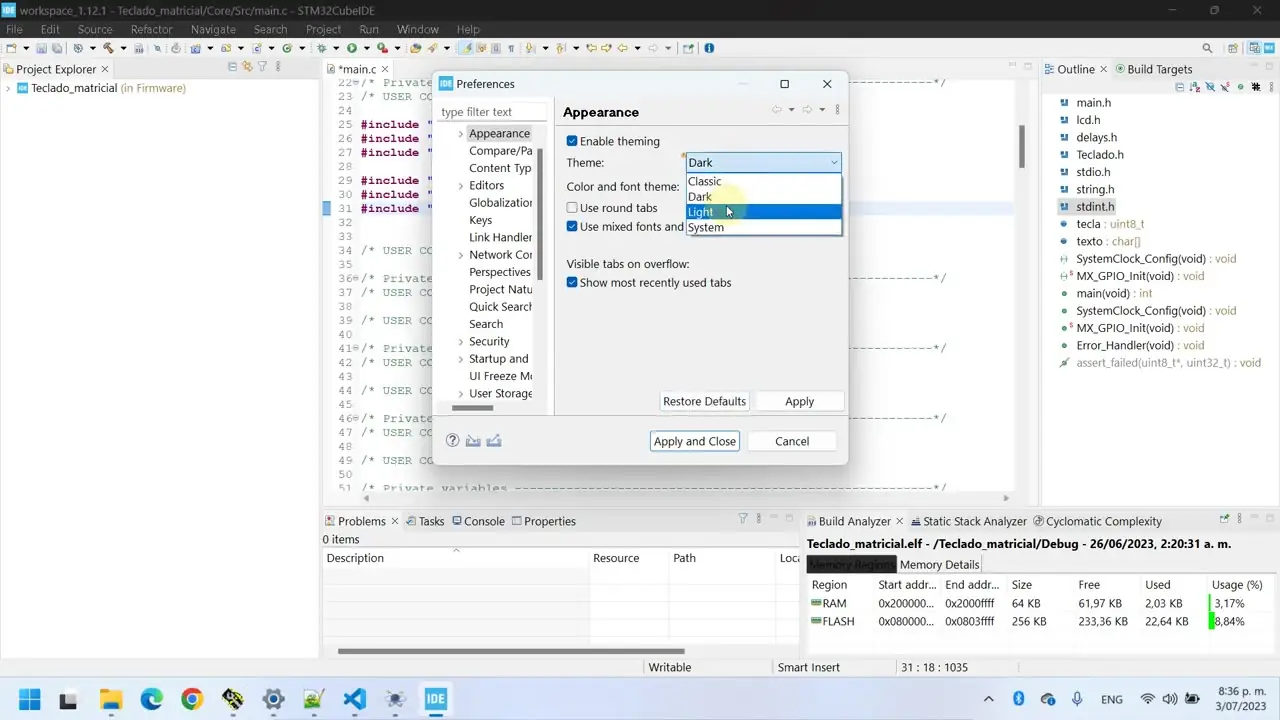 IDE workspace_1.12.1 - Teclado_matricial/Core/Src/main.c - STM32CubeIDE
File Edit Source Refactor Navigate Search Project Run Window Help
Project Explorer
Teclado_matricial (in Firmware)
*main.c
22 /* Private
23 /* USER CO
24
25 #include "
26 #include "
27 #include "
28
29 #include "
30 #include "
31 #include "
32
33
34 /* USER CO
35
36 /* Private
37 /* USER CO
38
39 /* USER CO
40
41 /* Private
42 /* USER CO
43
44 /* USER CO
45
46 /* Private
47 /* USER CO
48
49 /* USER CO
50
51 /* Private variables ---------------------------------------------------------*/
IDE Preferences
type filter text
Appearance
Compare/Pa
Content Typ
Editors
Globalization
Keys
Link Handler
Network Con
Perspectives
Project Natu
Quick Search
Search
Security
Startup and
UI Freeze Mo
User Storage
Appearance
Enable theming
Theme:
Dark
Classic
Dark
Light
System
Color and font theme:
Use round tabs
Use mixed fonts and
Visible tabs on overflow:
Show most recently used tabs
Restore Defaults
Apply
Apply and Close
Cancel
Outline
Build Targets
main.h
lcd.h
delays.h
Teclado.h
stdio.h
string.h
stdint.h
tecla : uint8_t
texto : char[]
SystemClock_Config(void) : void
MX_GPIO_Init(void) : void
main(void) : int
SystemClock_Config(void) : void
MX_GPIO_Init(void) : void
Error_Handler(void) : void
assert_failed(uint8_t*, uint32_t) : void
Problems Tasks Console Properties
0 items
Description Resource Path Loca
Build Analyzer Static Stack Analyzer Cyclomatic Complexity
Teclado_matricial.elf - /Teclado_matricial/Debug - 26/06/2023, 2:20:31 a. m.
Memory Regions Memory Details
Region Start addr... End addr... Size Free Used Usage (%)
RAM 0x200000... 0x2000ffff 64 KB 61,97 KB 2,03 KB 3,17%
FLASH 0x080000... 0x0803ffff 256 KB 233,36 KB 22,64 KB 8,84%
Writable Smart Insert 31 : 18 : 1035
IDE
ENG
8:36 p. m.
3/07/2023